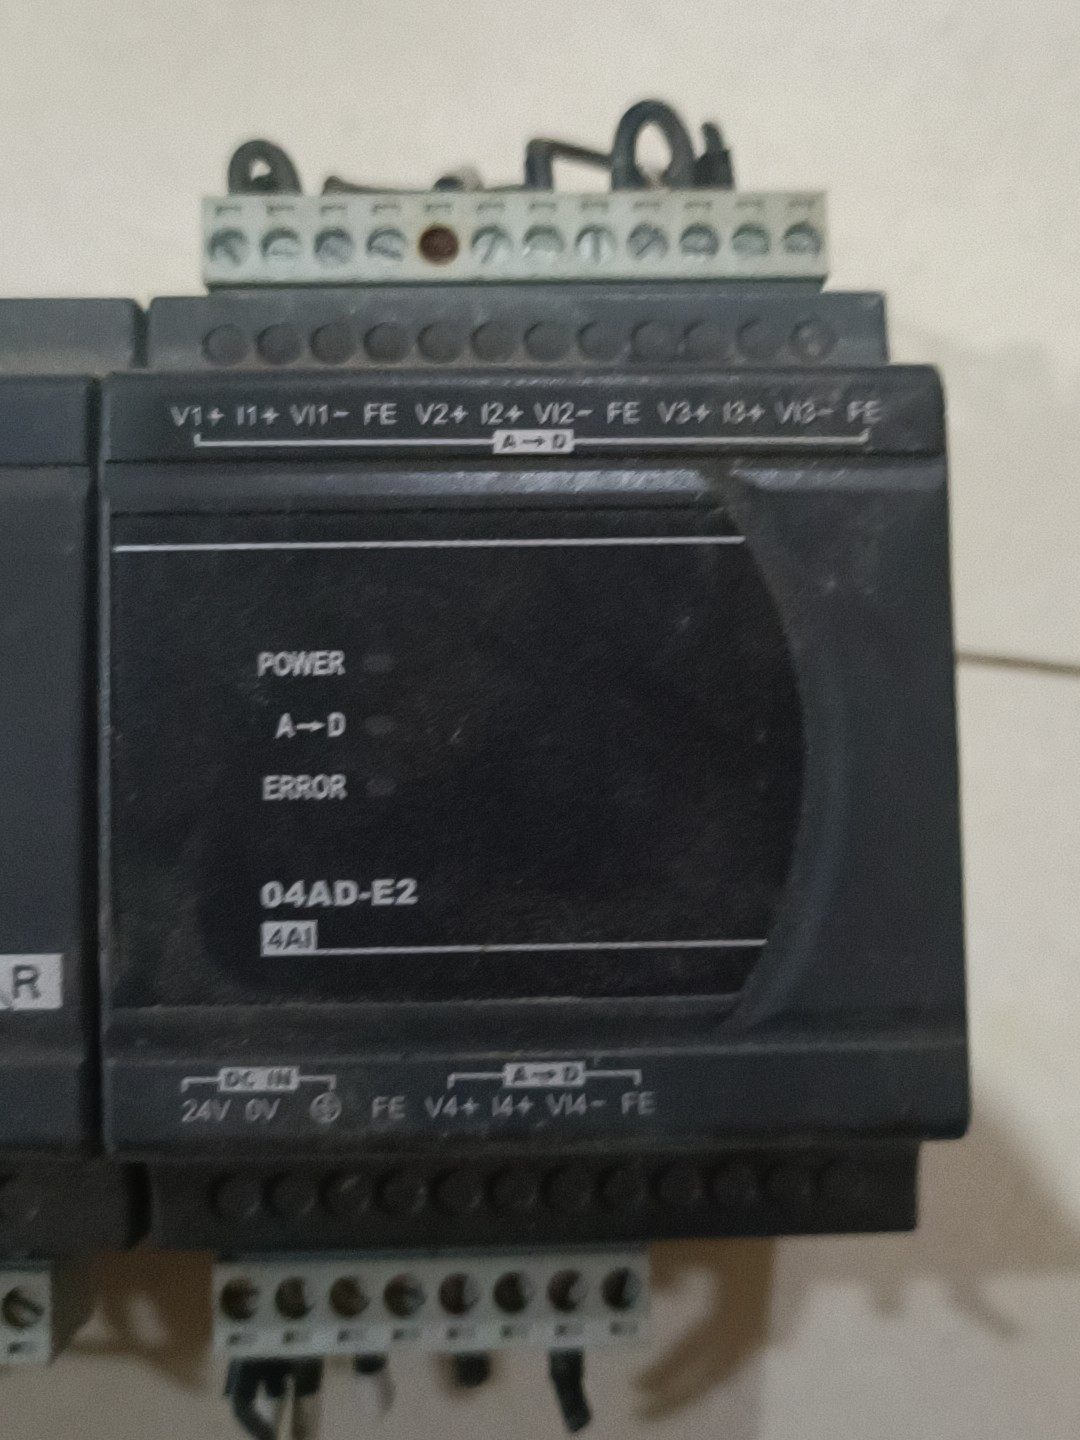 V1+ I1+ VI1- FE V2+ I2+ VI2- FE V3+ I3+ VI3- FE
A→D
POWER
A→D
ERROR
04AD-E2
4AI
R
DC IN
A→D
24V 0V ⏚ FE V4+ I4+ VI4- FE